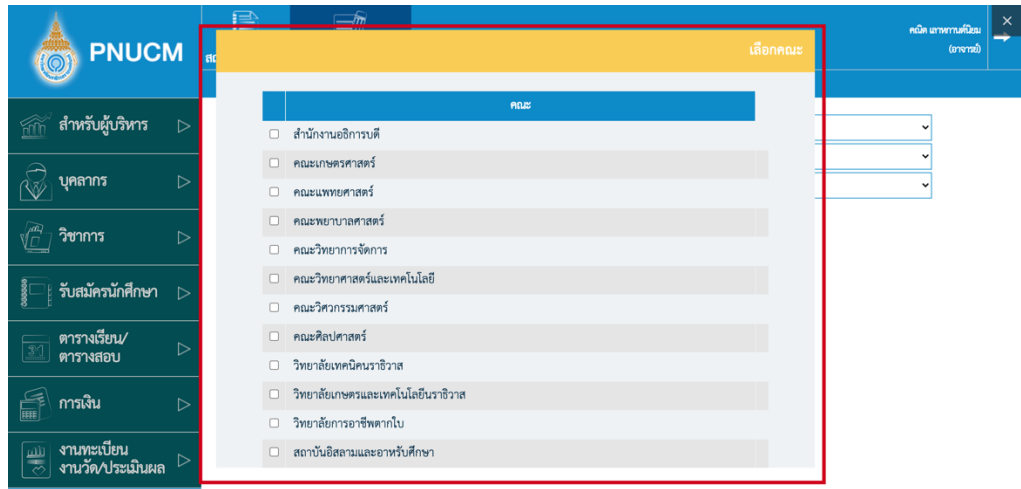 PNUCM
คณิต เลาหกานต์นิยม
(อาจารย์)
×
เลือกคณะ
คณะ
สำนักงานอธิการบดี
คณะเกษตรศาสตร์
คณะแพทยศาสตร์
คณะพยาบาลศาสตร์
คณะวิทยาการจัดการ
คณะวิทยาศาสตร์และเทคโนโลยี
คณะวิศวกรรมศาสตร์
คณะศิลปศาสตร์
วิทยาลัยเทคนิคนราธิวาส
วิทยาลัยเกษตรและเทคโนโลยีนราธิวาส
วิทยาลัยการอาชีพตากใบ
สถาบันอิสลามและอาหรับศึกษา
สำหรับผู้บริหาร
บุคลากร
วิชาการ
รับสมัครนักศึกษา
ตารางเรียน/
ตารางสอบ
การเงิน
งานทะเบียน
งานวัด/ประเมินผล